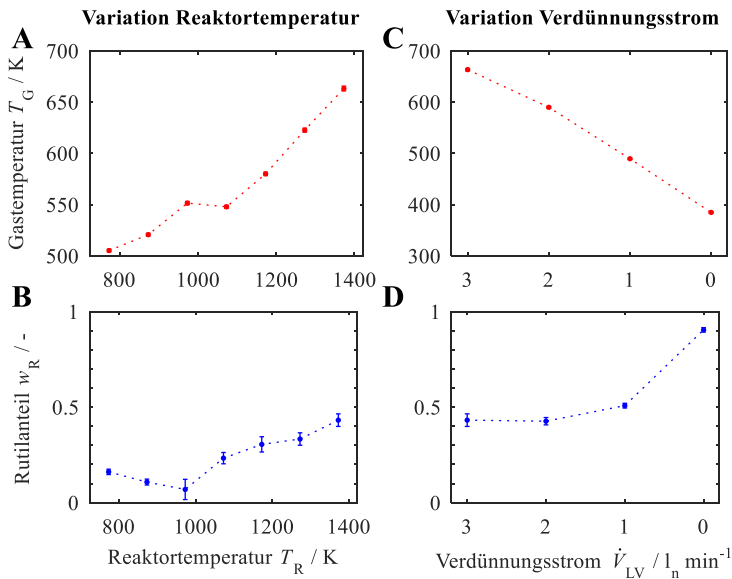 Variation Reaktortemperatur
Variation Verdünnungsstrom
A
Gastemperatur T_G / K
700
650
600
550
500
800 1000 1200 1400
C
700
600
500
400
300
3 2 1 0
B
Rutilanteil w_R / -
1
0.5
0
800 1000 1200 1400
Reaktortemperatur T_R / K
D
1
0.5
0
3 2 1 0
Verdünnungsstrom V̇_LV / l_n min⁻¹